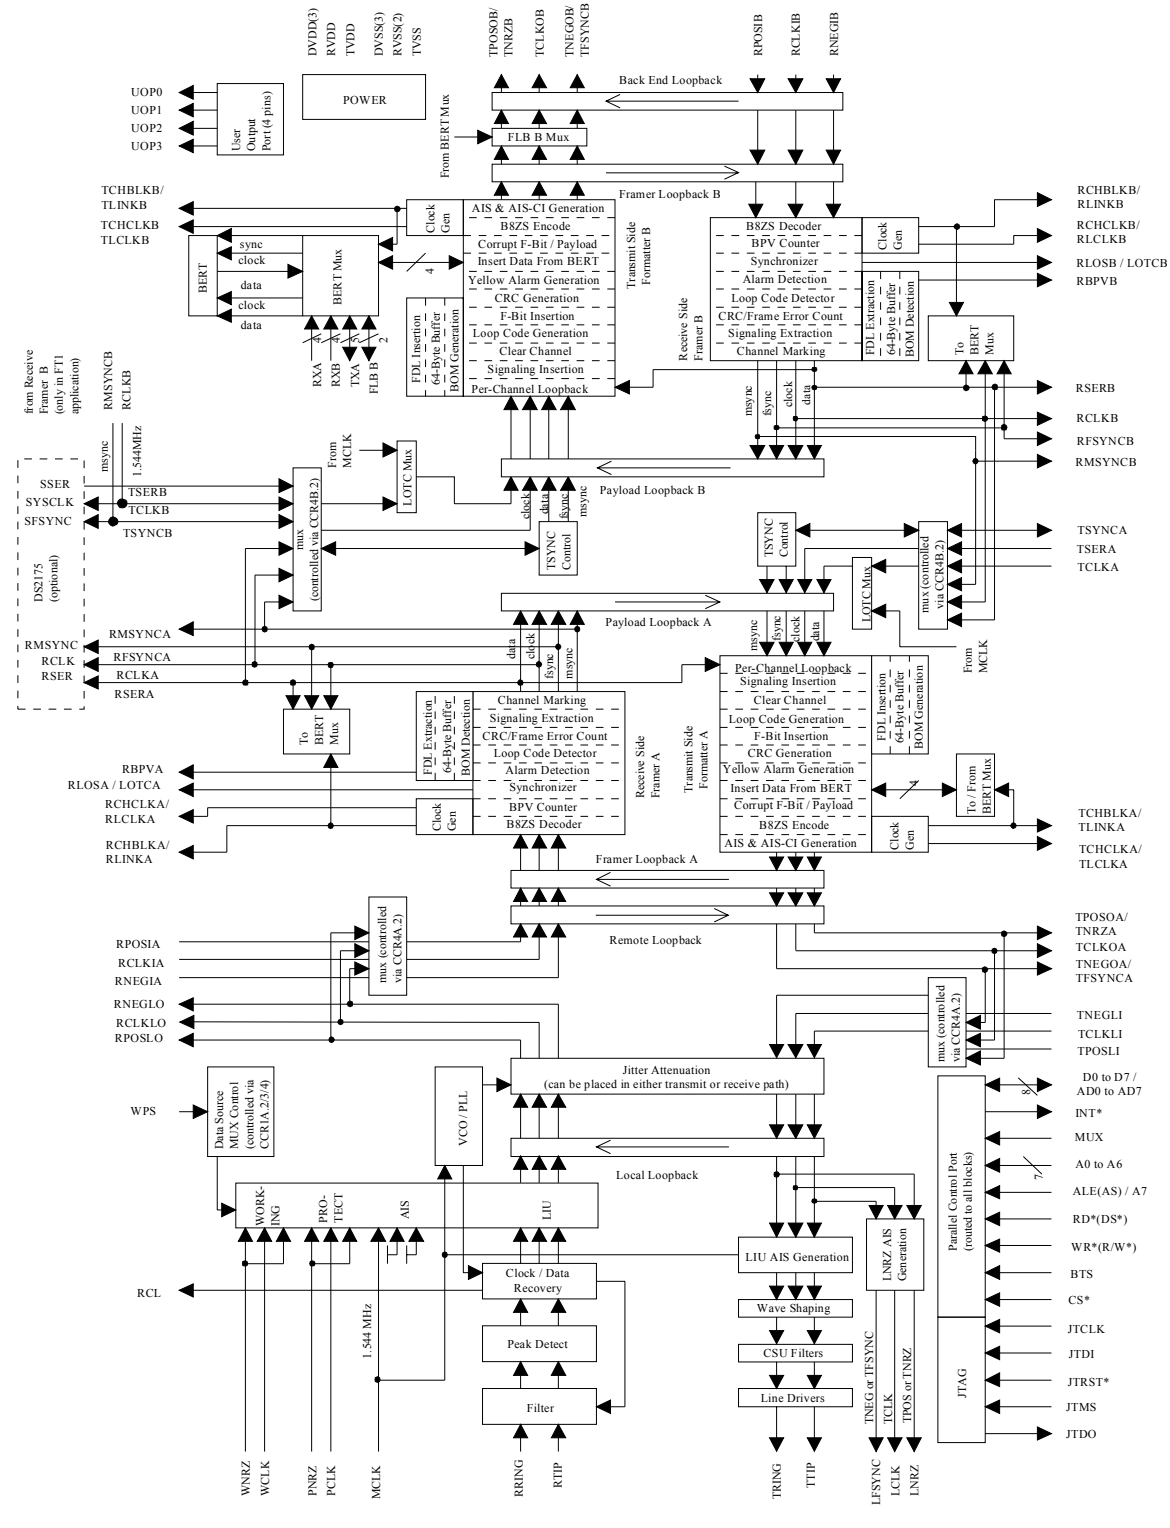 DVDD(3)
RVDD
TVDD
DVSS(3)
RVSS(2)
TVSS
TPOSOB/
TNRZB
TCLKOB
TNEGOB/
TFSYNCB
RPOSIB
RCLKIB
RNEGIB
UOP0
UOP1
UOP2
UOP3
User
Output
Port (4 pins)
POWER
Back End Loopback
From BERT Mux
FLB B Mux
Framer Loopback B
TCHBLKB/
TLINKB
TCHCLKB/
TLCLKB
Clock
Gen
AIS & AIS-CI Generation
B8ZS Encode
Corrupt F-Bit / Payload
Insert Data From BERT
Yellow Alarm Generation
CRC Generation
F-Bit Insertion
Loop Code Generation
Clear Channel
Signaling Insertion
Per-Channel Loopback
FDL Insertion
64-Byte Buffer
BOM Generation
Transmit Side
Formatter B
BERT
sync
clock
data
clock
data
BERT Mux
4
4
4
5
2
RXA
RXB
TXA
FLB B
Receive Side
Framer B
B8ZS Decoder
BPV Counter
Synchronizer
Alarm Detection
Loop Code Detector
CRC/Frame Error Count
Signaling Extraction
Channel Marking
Clock
Gen
FDL Extraction
64-Byte Buffer
BOM Detection
To
BERT
Mux
RCHBLKB/
RLINKB
RCHCLKB/
RLCLKB
RLOSB / LOTCB
RBPVB
RSERB
RCLKB
RFSYNCB
RMSYNCB
msync
fsync
clock
data
from Receive
Framer B
(only in FT1
application)
RMSYNCB
RCLKB
msync
1.544MHz
SSER
SYSCLK
SFSYNC
DS2175
(optional)
RMSYNC
RCLK
RSER
TSERB
TCLKB
TSYNCB
mux
(controlled via CCR4B.2)
From
MCLK
LOTC Mux
Payload Loopback B
clock
data
fsync
msync
TSYNC
Control
TSYNC
Control
LOTC Mux
mux (controlled
via CCR4B.2)
TSYNCA
TSERA
TCLKA
From
MCLK
Payload Loopback A
RMSYNCA
RFSYNCA
RCLKA
RSERA
data
clock
fsync
msync
msync
fsync
clock
data
To
BERT
Mux
FDL Extraction
64-Byte Buffer
BOM Detection
Channel Marking
Signaling Extraction
CRC/Frame Error Count
Loop Code Detector
Alarm Detection
Synchronizer
BPV Counter
B8ZS Decoder
Clock
Gen
Receive Side
Framer A
RBPVA
RLOSA / LOTCA
RCHCLKA/
RLCLKA
RCHBLKA/
RLINKA
Transmit Side
Formatter A
Per-Channel Loopback
Signaling Insertion
Clear Channel
Loop Code Generation
F-Bit Insertion
CRC Generation
Yellow Alarm Generation
Insert Data From BERT
Corrupt F-Bit / Payload
B8ZS Encode
AIS & AIS-CI Generation
FDL Insertion
64-Byte Buffer
BOM Generation
4
To / From
BERT Mux
Clock
Gen
TCHBLKA/
TLINKA
TCHCLKA/
TLCLKA
Framer Loopback A
Remote Loopback
RPOSIA
RCLKIA
RNEGIA
mux (controlled
via CCR4A.2)
RNEGLO
RCLKLO
RPOSLO
TPOSOA/
TNRZA
TCLKOA
TNEGOA/
TFSYNCA
mux (controlled
via CCR4A.2)
TNEGLI
TCLKLI
TPOSLI
Jitter Attenuation
(can be placed in either transmit or receive path)
VCO / PLL
Local Loopback
WPS
Data Source
MUX Control
(controlled via
CCR1A.2/3/4)
WORK-
ING
PRO-
TECT
AIS
LIU
RCL
Clock / Data
Recovery
Peak Detect
Filter
1.544 MHz
WNRZ
WCLK
PNRZ
PCLK
MCLK
RRING
RTIP
LIU AIS Generation
Wave Shaping
CSU Filters
Line Drivers
TRING
TTIP
LNRZ AIS
Generation
TNEG or TFSYNC
TCLK
TPOS or TNRZ
LFSYNC
LCLK
LNRZ
Parallel Control Port
(routed to all blocks)
8
D0 to D7 /
AD0 to AD7
INT*
MUX
7
A0 to A6
ALE(AS) / A7
RD*(DS*)
WR*(R/W*)
BTS
CS*
JTAG
JTCLK
JTDI
JTRST*
JTMS
JTDO